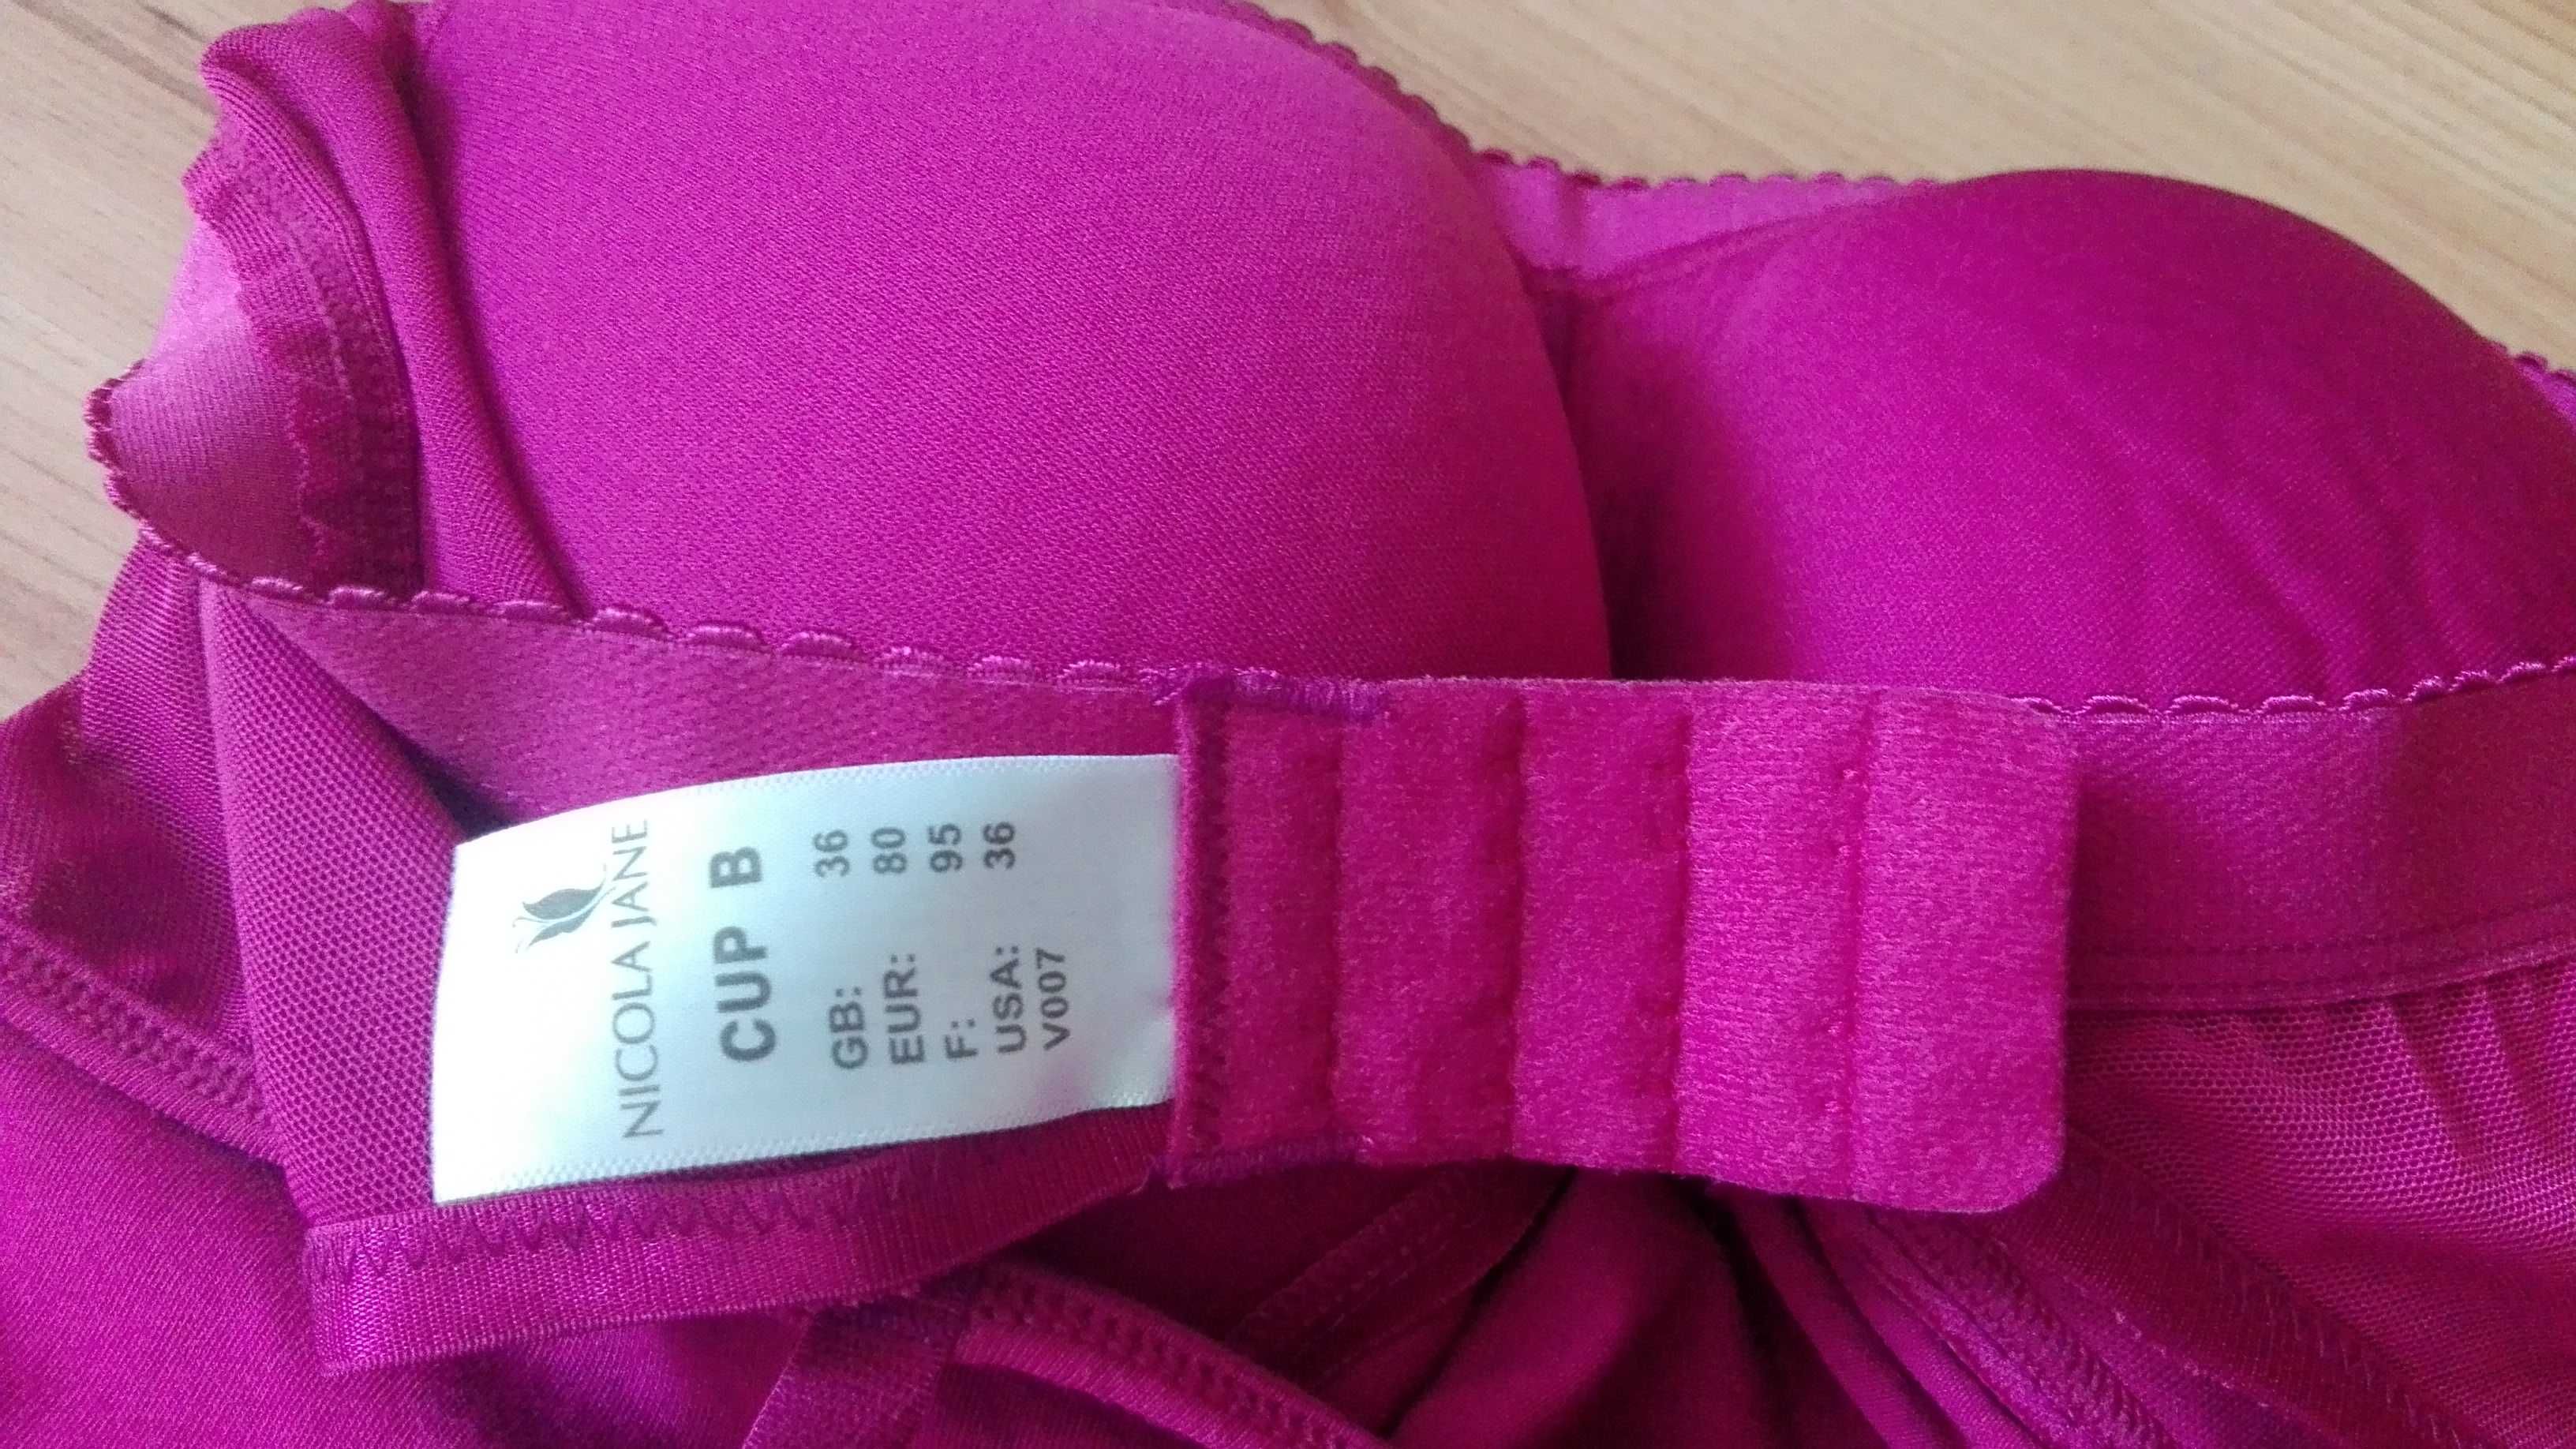 NICOLA JANE
CUP B
GB: 36
EUR: 80
F: 95
USA: 36
V007